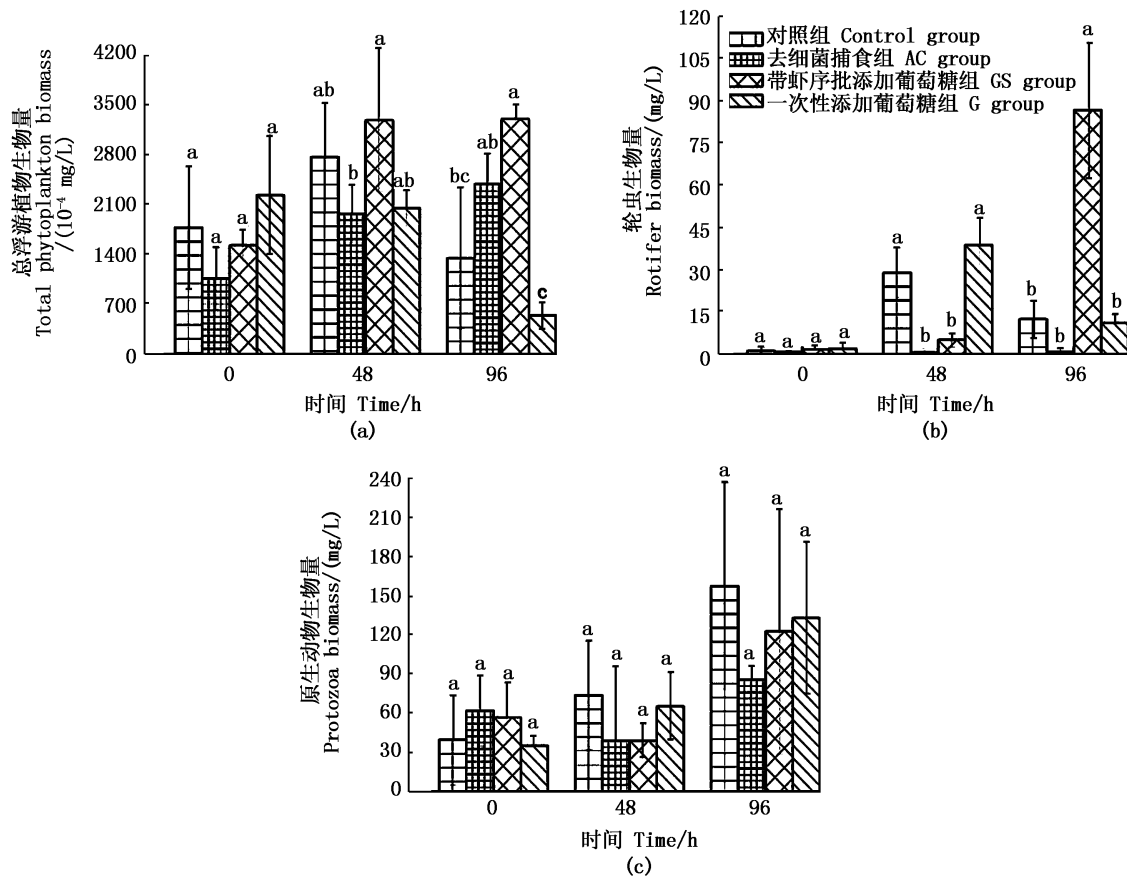 总浮游植物生物量
Total phytoplankton biomass
/(10⁻⁴ mg/L)
4200
3500
2800
2100
1400
700
0
a
a
a
a
ab
b
a
ab
bc
ab
a
c
0
48
96
时间 Time/h
(a)
轮虫生物量
Rotifer biomass/(mg/L)
120
105
90
75
60
45
30
15
0
对照组 Control group
去细菌捕食组 AC group
带虾序批添加葡萄糖组 GS group
一次性添加葡萄糖组 G group
a
a
a
a
a
b
b
a
b
b
a
b
0
48
96
时间 Time/h
(b)
原生动物生物量
Protozoa biomass/(mg/L)
240
210
180
150
120
90
60
30
0
a
a
a
a
a
a
a
a
a
a
a
a
0
48
96
时间 Time/h
(c)